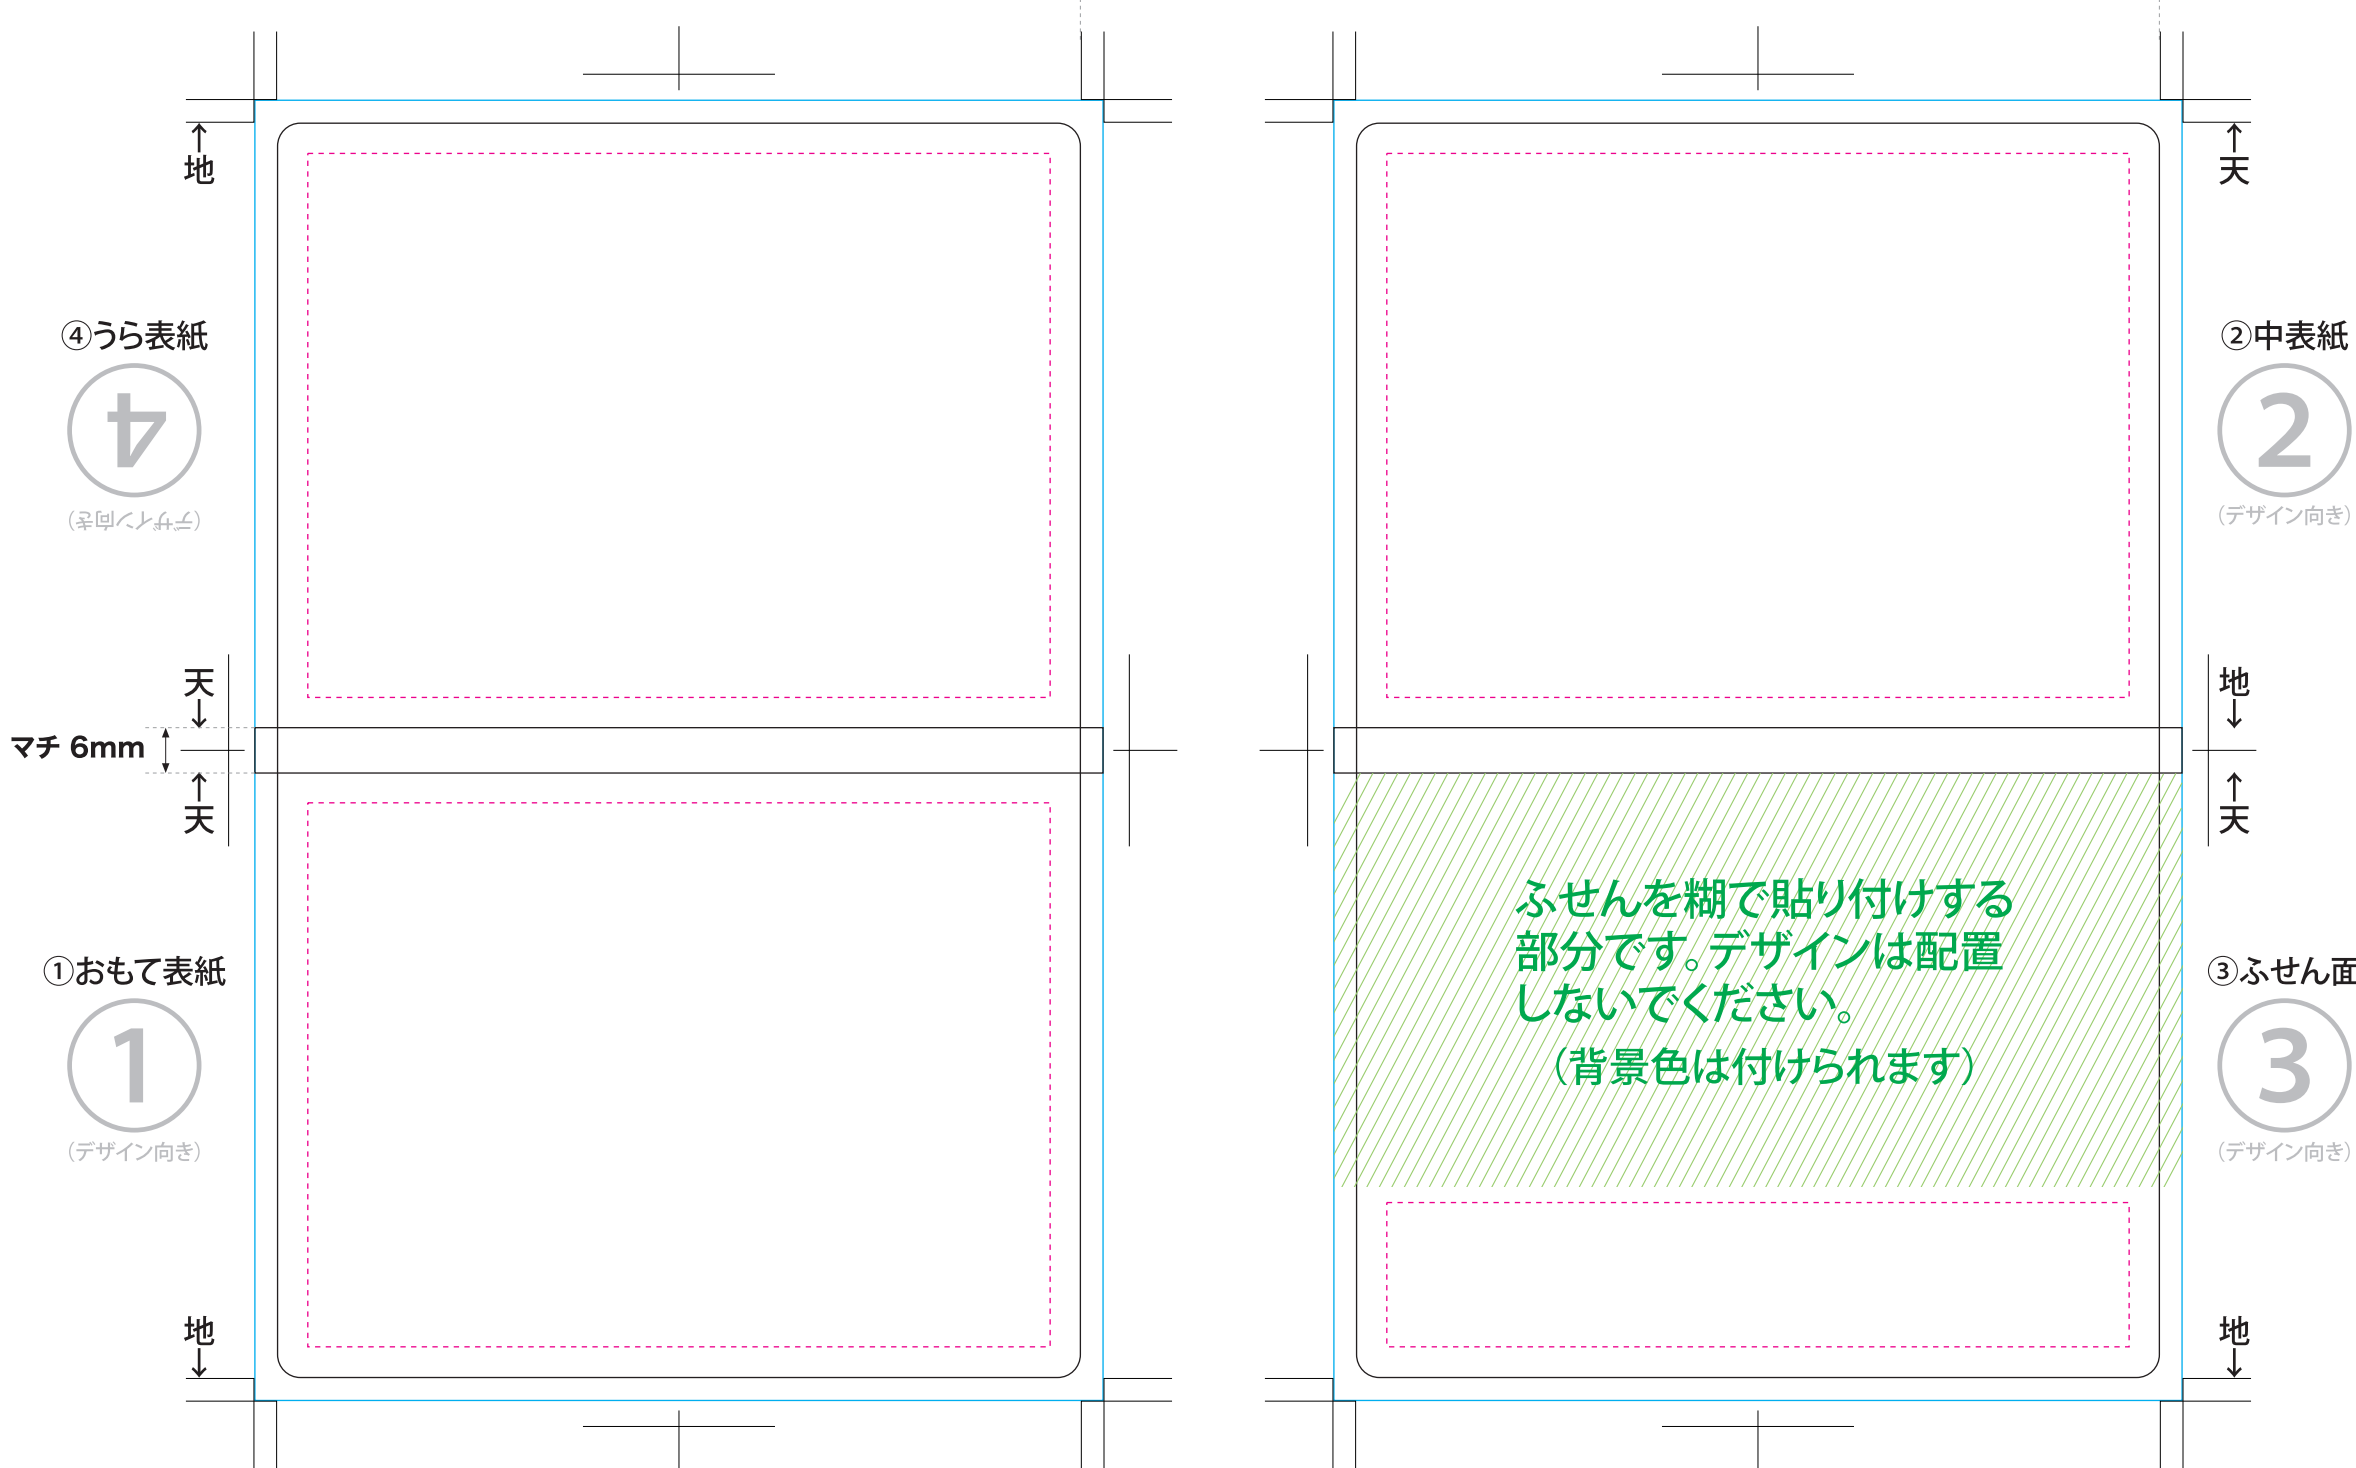 地
④うら表紙
4
（デザイン向き）
天
マチ 6mm
天
①おもて表紙
1
（デザイン向き）
地
天
②中表紙
2
（デザイン向き）
地
天
ふせんを糊で貼り付けする
部分です。デザインは配置
しないでください。
（背景色は付けられます）
③ふせん面
3
（デザイン向き）
地